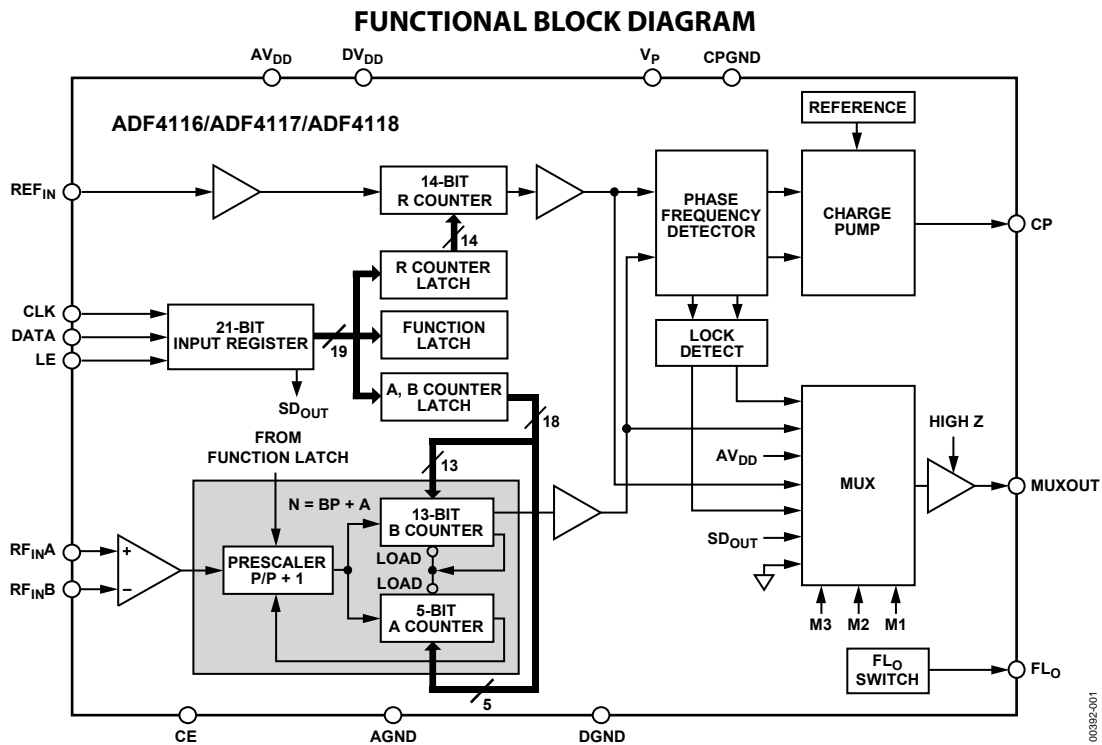 FUNCTIONAL BLOCK DIAGRAM
AVDD
DVDD
VP
CPGND
ADF4116/ADF4117/ADF4118
REFERENCE
REFIN
14-BIT
R COUNTER
PHASE
FREQUENCY
DETECTOR
CHARGE
PUMP
CP
14
R COUNTER
LATCH
CLK
DATA
LE
21-BIT
INPUT REGISTER
19
FUNCTION
LATCH
LOCK
DETECT
A, B COUNTER
LATCH
SDOUT
18
FROM
FUNCTION LATCH
13
HIGH Z
AVDD
MUX
MUXOUT
N = BP + A
13-BIT
B COUNTER
SDOUT
RFINA
RFINB
+
–
PRESCALER
P/P + 1
LOAD
LOAD
5-BIT
A COUNTER
M3
M2
M1
5
FLO
SWITCH
FLO
CE
AGND
DGND
00392-001